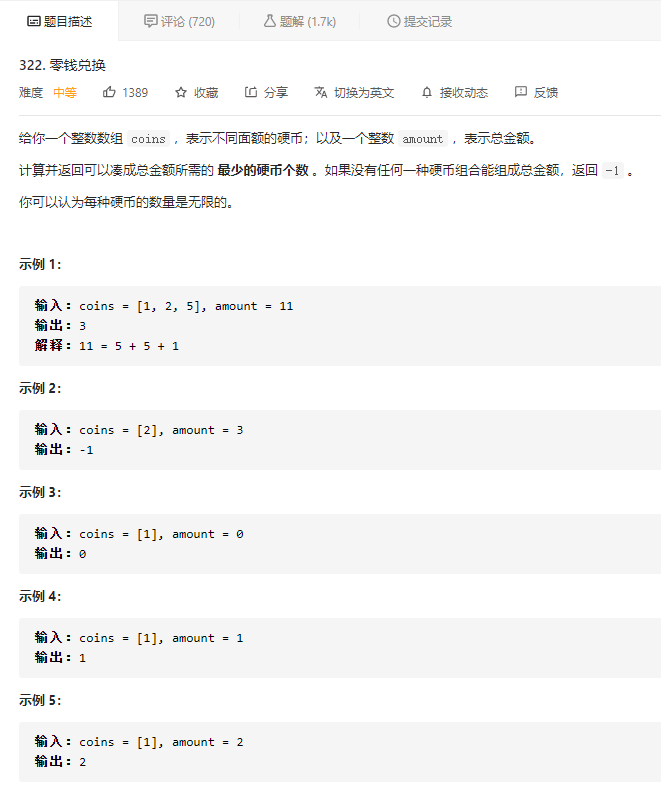 题目描述 评论 (720) 题解 (1.7k) 提交记录
322. 零钱兑换
难度 中等 1389 收藏 分享 切换为英文 接收动态 反馈
给你一个整数数组 coins ，表示不同面额的硬币；以及一个整数 amount ，表示总金额。
计算并返回可以凑成总金额所需的 最少的硬币个数 。如果没有任何一种硬币组合能组成总金额，返回 -1 。
你可以认为每种硬币的数量是无限的。
示例 1：
输入：coins = [1, 2, 5], amount = 11
输出：3
解释：11 = 5 + 5 + 1
示例 2：
输入：coins = [2], amount = 3
输出：-1
示例 3：
输入：coins = [1], amount = 0
输出：0
示例 4：
输入：coins = [1], amount = 1
输出：1
示例 5：
输入：coins = [1], amount = 2
输出：2